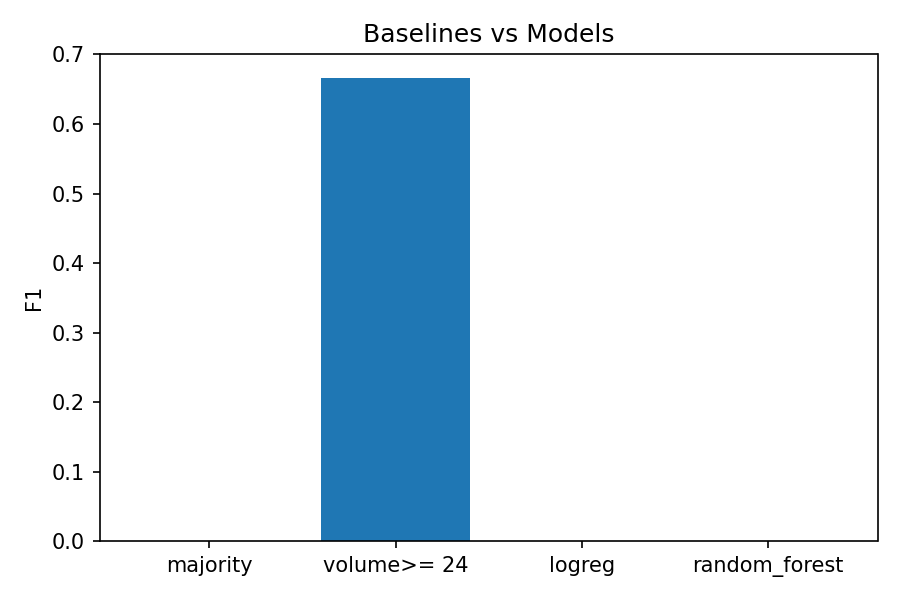 Baselines vs Models
0.7
0.6
0.5
0.4
0.3
0.2
0.1
0.0
F1
majority
volume>= 24
logreg
random_forest